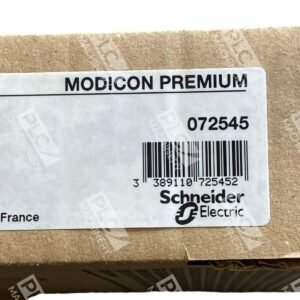 MODICON PREMIUM
072545
3 389110 725452
Schneider
Electric
France